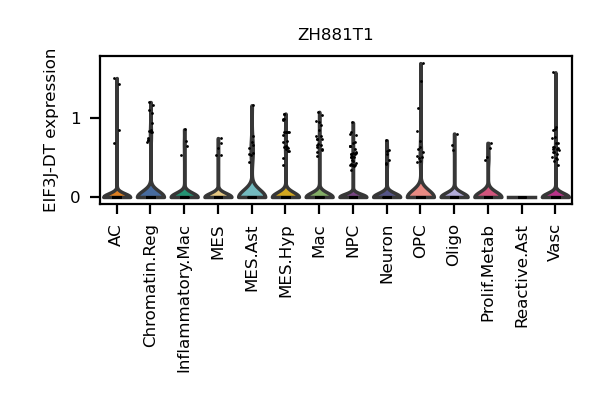 ZH881T1
EIF3J-DT expression
1
0
AC
Chromatin.Reg
Inflammatory.Mac
MES
MES.Ast
MES.Hyp
Mac
NPC
Neuron
OPC
Oligo
Prolif.Metab
Reactive.Ast
Vasc